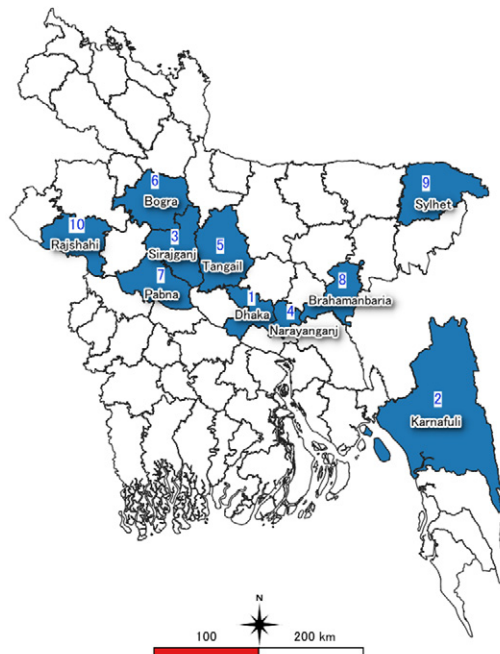 9
Sylhet
6
Bogra
10
Rajshahi
3
Sirajganj
5
Tangail
7
Pabna
8
Brahamanbaria
1
Dhaka
4
Narayanganj
2
Karnafuli
N
100 200 km